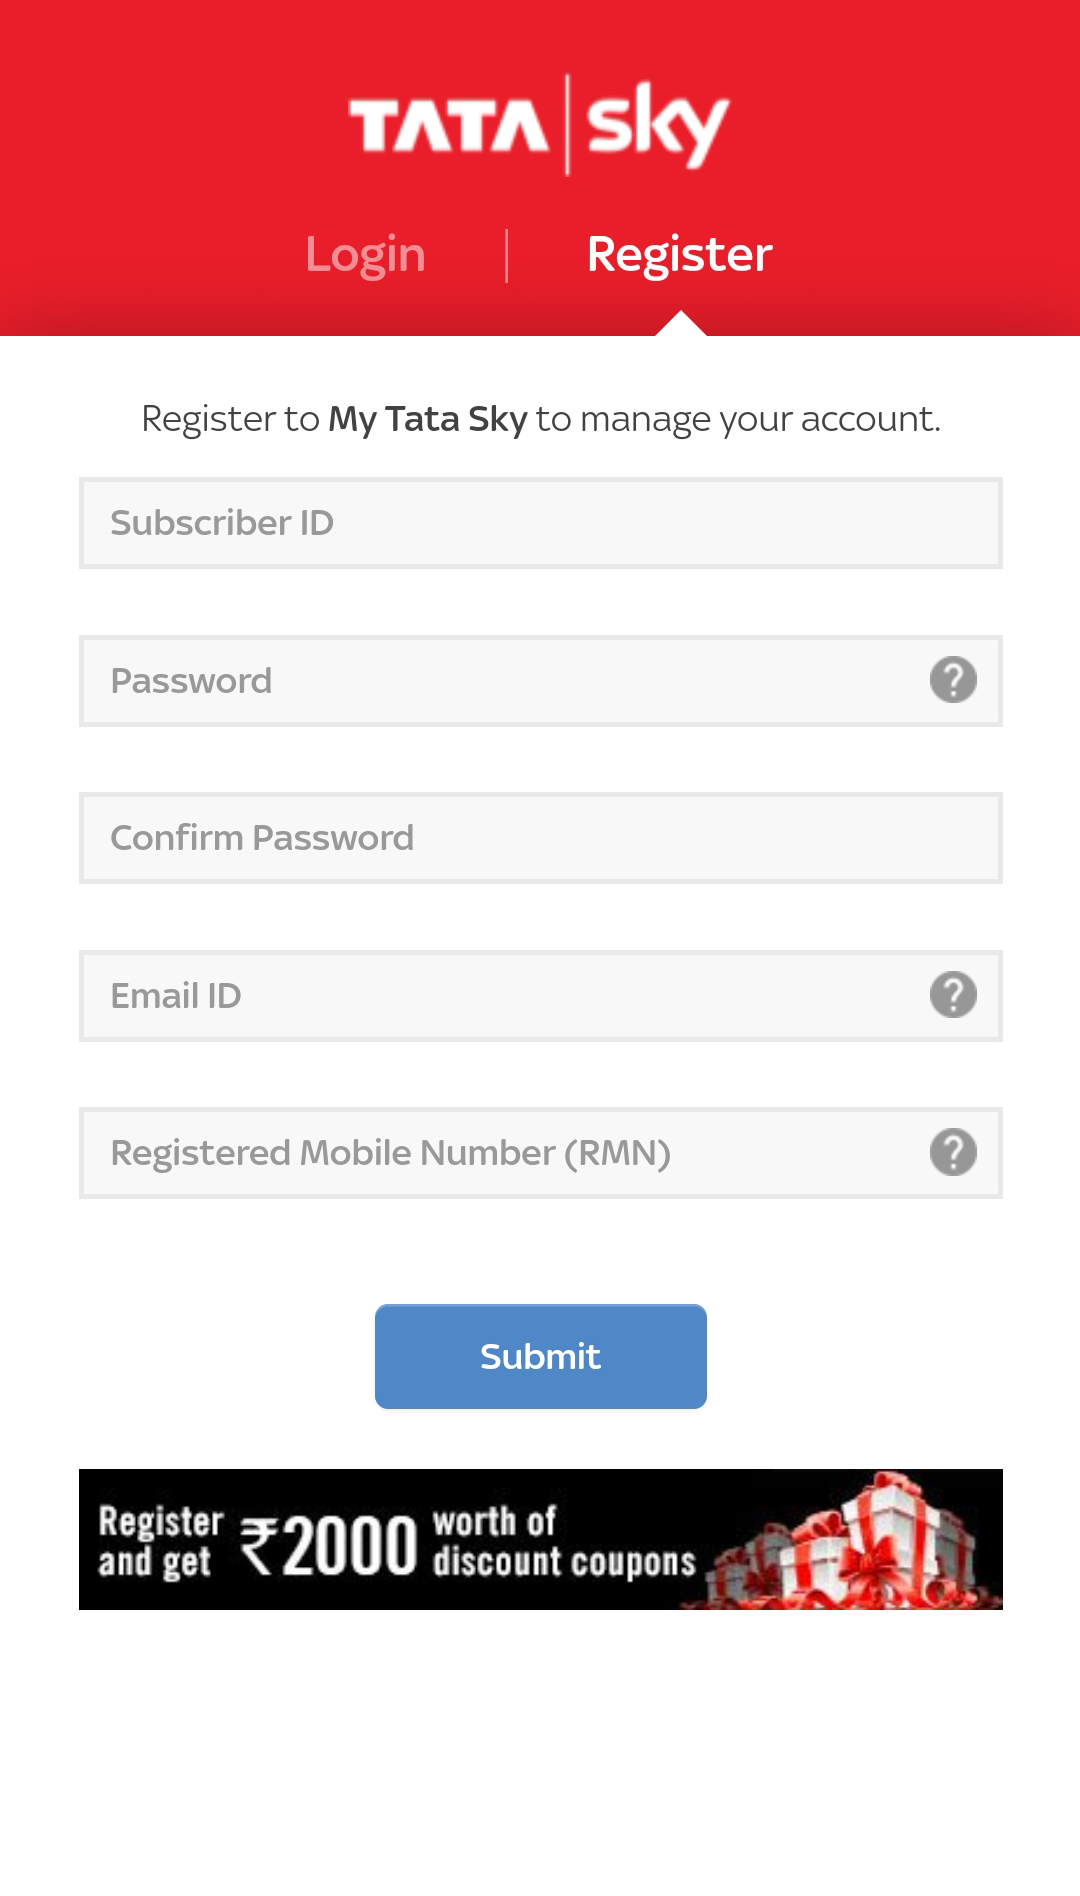 TATA | sky
Login | Register
Register to My Tata Sky to manage your account.
Subscriber ID
Password ?
Confirm Password
Email ID ?
Registered Mobile Number (RMN) ?
Submit
Register and get ₹2000 worth of discount coupons